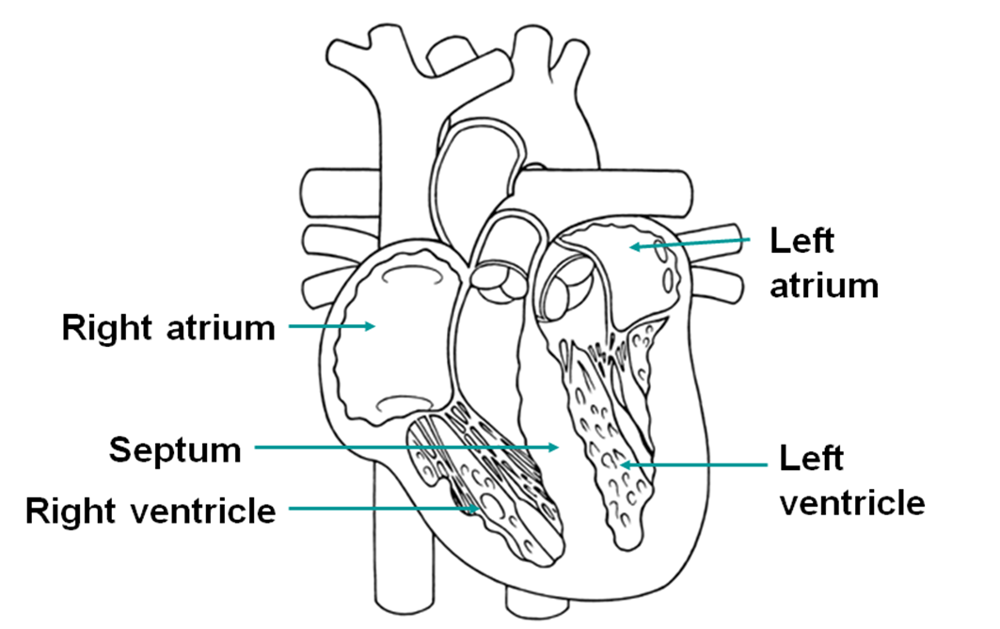 Left
atrium
Right atrium
Septum
Left
ventricle
Right ventricle